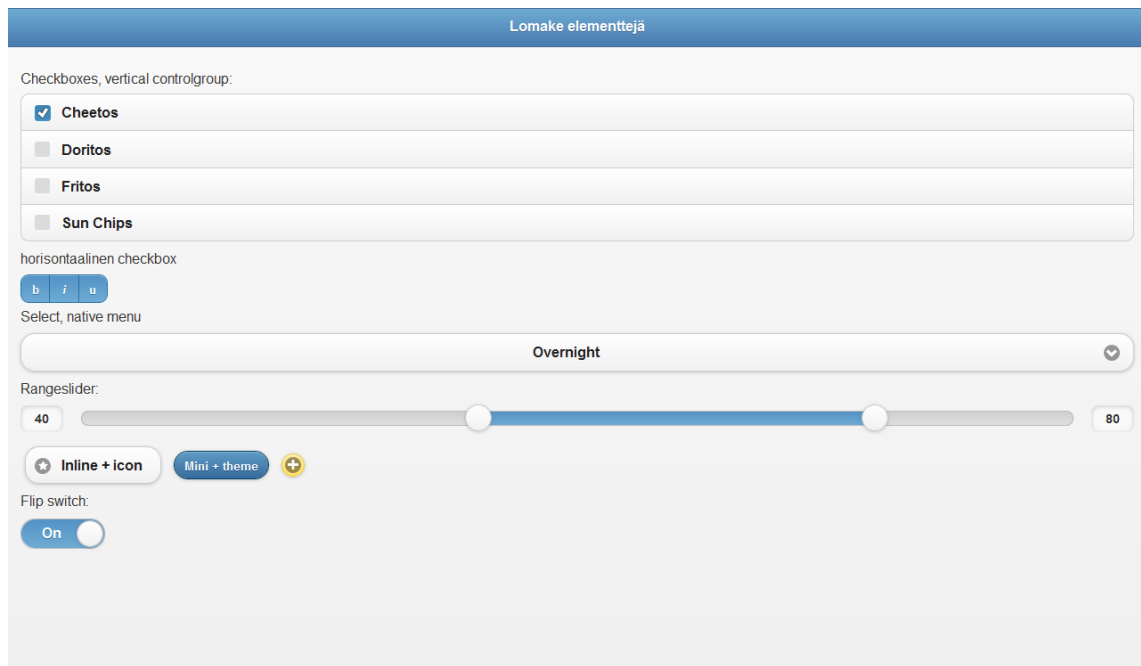 Lomake elementtejä
Checkboxes, vertical controlgroup:
Cheetos
Doritos
Fritos
Sun Chips
horisontaalinen checkbox
b i u
Select, native menu
Overnight
Rangeslider:
40 80
Inline + icon Mini + theme
Flip switch:
On